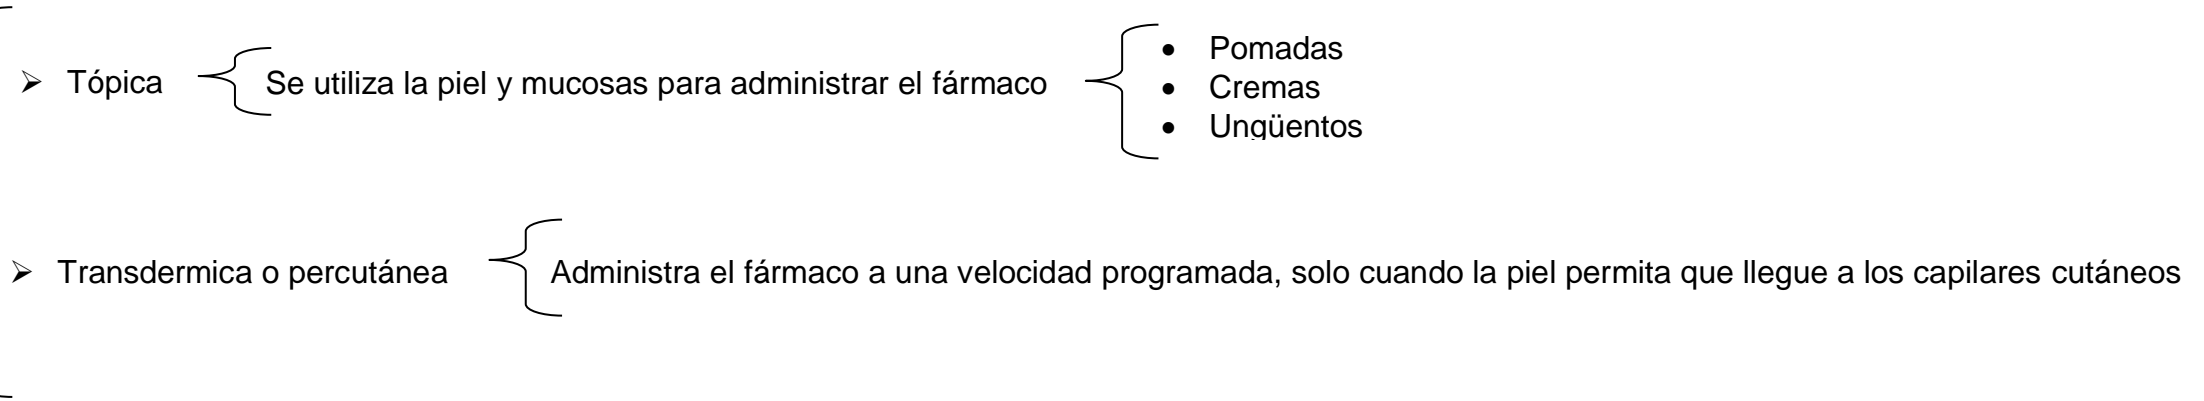 ➢ Tópica Se utiliza la piel y mucosas para administrar el fármaco
• Pomadas
• Cremas
• Ungüentos
➢ Transdermica o percutánea Administra el fármaco a una velocidad programada, solo cuando la piel permita que llegue a los capilares cutáneos